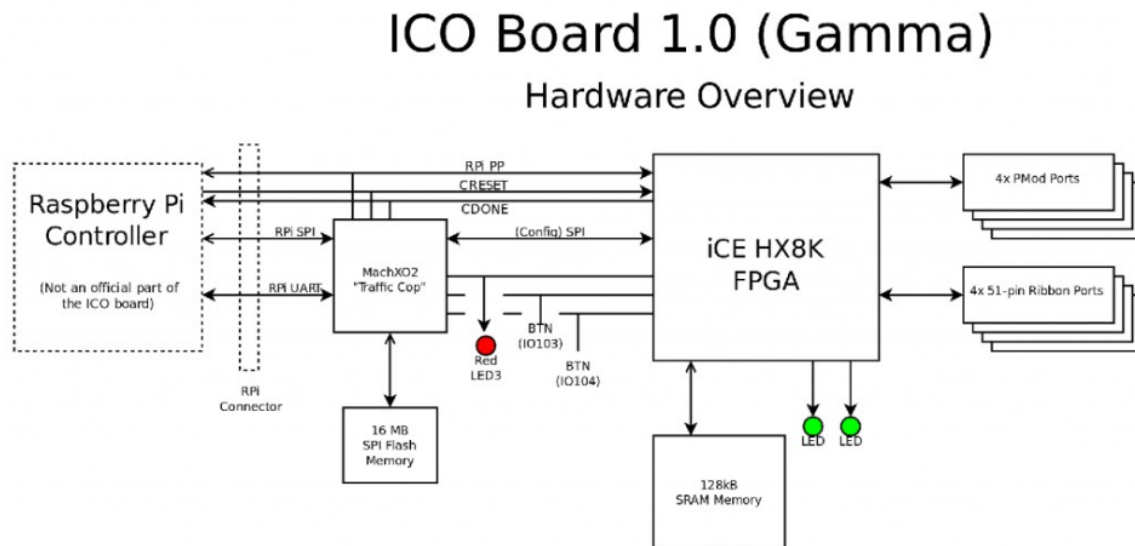 ICO Board 1.0 (Gamma)
Hardware Overview
Raspberry Pi
Controller
(Not an official part of
the ICO board)
RPi
Connector
RPi PP
CRESET
CDONE
RPi SPI
RPi UART
MachXO2
"Traffic Cop"
(Config) SPI
16 MB
SPI Flash
Memory
Red
LED3
BTN
(IO103)
BTN
(IO104)
iCE HX8K
FPGA
128kB
SRAM Memory
LED
LED
4x PMod Ports
4x 51-pin Ribbon Ports